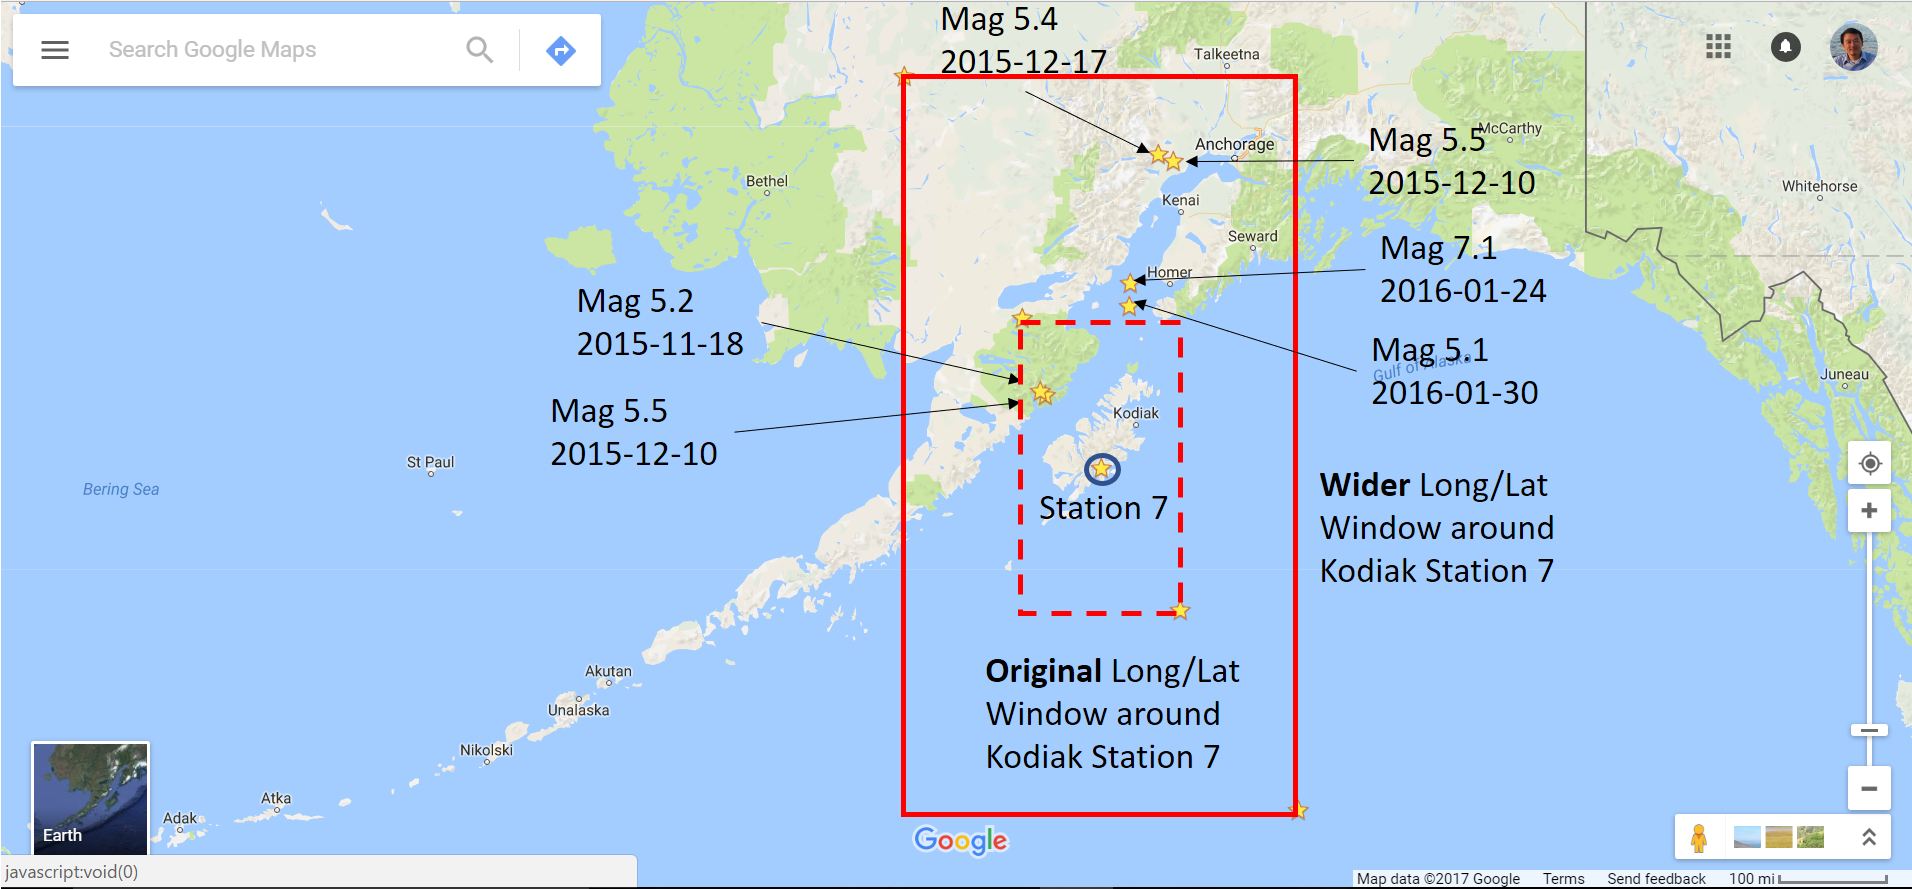 Search Google Maps
Mag 5.4
2015-12-17
Talkeetna
McCarthy
Mag 5.5
2015-12-10
Anchorage
Bethel
Whitehorse
Kenai
Seward
Mag 7.1
2016-01-24
Homer
Mag 5.2
2015-11-18
Mag 5.1
2016-01-30
Gulf of Alaska
Juneau
Mag 5.5
2015-12-10
Kodiak
St Paul
Bering Sea
Station 7
Wider Long/Lat
Window around
Kodiak Station 7
Original Long/Lat
Window around
Kodiak Station 7
Akutan
Unalaska
Nikolski
Atka
Adak
Earth
Google
javascript:void(0)
Map data ©2017 Google Terms Send feedback 100 mi